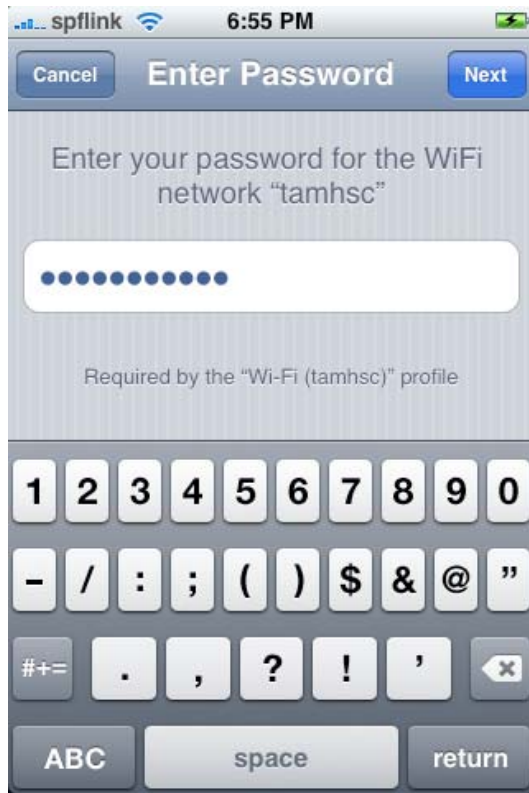 spflink 6:55 PM
Cancel Enter Password Next
Enter your password for the WiFi
network “tamhsc”
•••••••••••
Required by the “Wi-Fi (tamhsc)” profile
1 2 3 4 5 6 7 8 9 0
- / : ; ( ) $ & @ ”
#+= . , ? ! ’
ABC space return